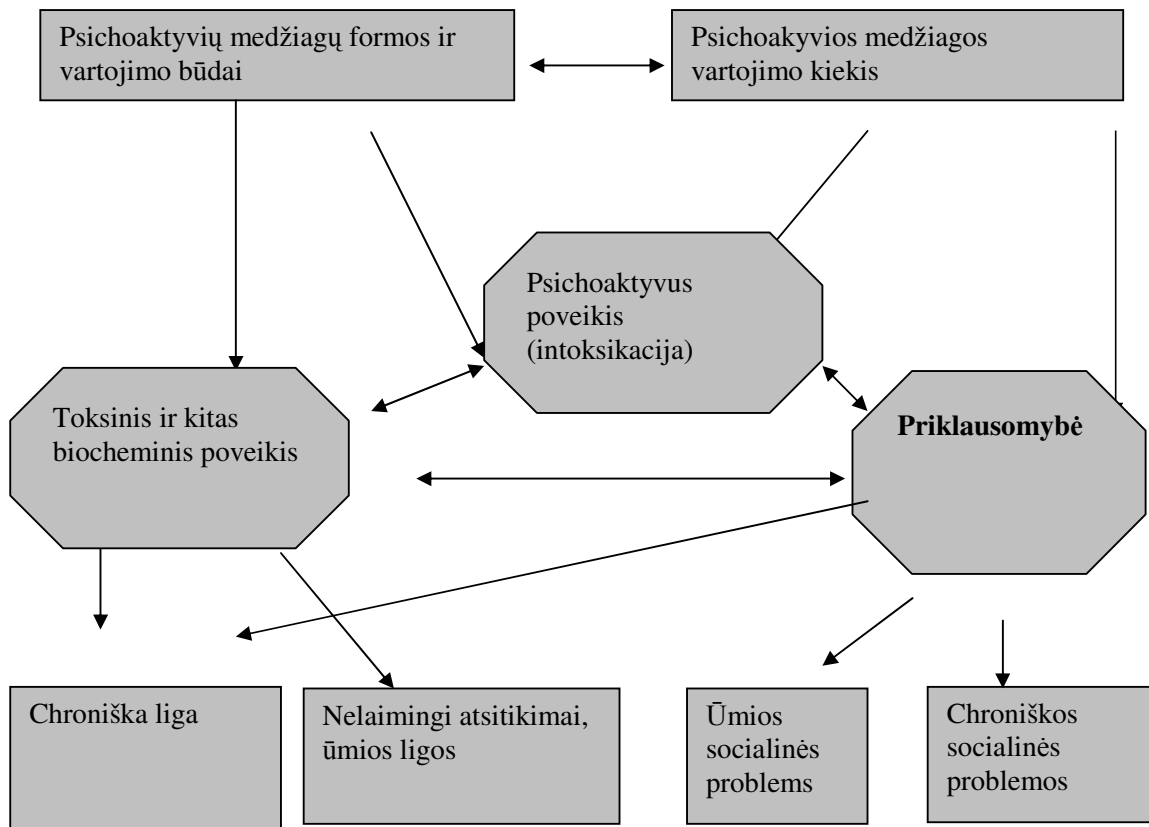 Psichoaktyvių medžiagų formos ir
vartojimo būdai
Psichoakyvios medžiagos
vartojimo kiekis
Psichoaktyvus
poveikis
(intoksikacija)
Toksinis ir kitas
biocheminis poveikis
Priklausomybė
Chroniška liga
Nelaimingi atsitikimai,
ūmios ligos
Ūmios
socialinės
problems
Chroniškos
socialinės
problemos